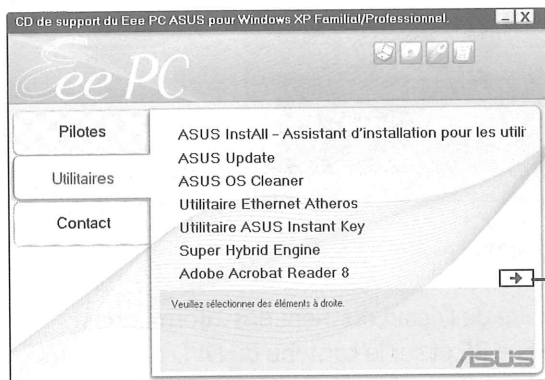 CD de support du Eee PC ASUS pour Windows XP Familial/Professionnel.
Eee PC
Pilotes
Utilitaires
Contact
ASUS InstAll – Assistant d'installation pour les utilit
ASUS Update
ASUS OS Cleaner
Utilitaire Ethernet Atheros
Utilitaire ASUS Instant Key
Super Hybrid Engine
Adobe Acrobat Reader 8
Veuillez sélectionner des éléments à droite.
ASUS